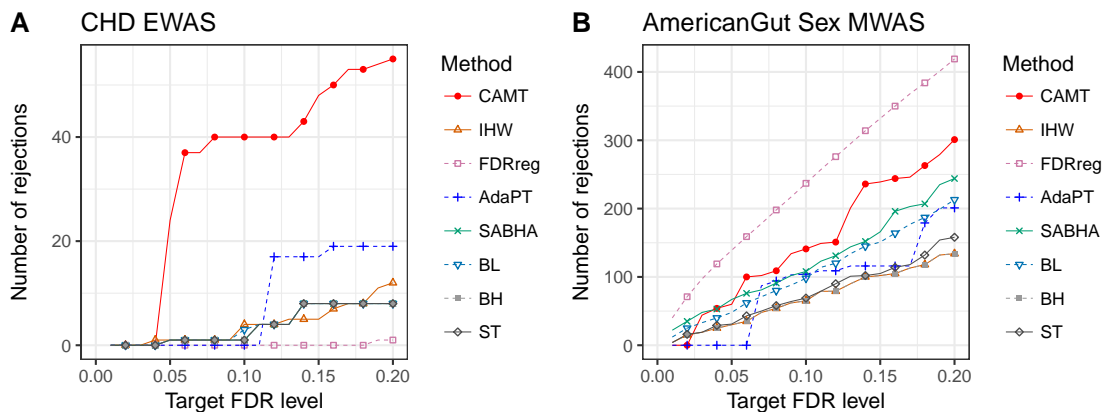 A
CHD EWAS
Number of rejections
40
20
0
0.00
0.05
0.10
0.15
0.20
Target FDR level
Method
CAMT
IHW
FDRreg
AdaPT
SABHA
BL
BH
ST
B
AmericanGut Sex MWAS
Number of rejections
400
300
200
100
0
0.00
0.05
0.10
0.15
0.20
Target FDR level
Method
CAMT
IHW
FDRreg
AdaPT
SABHA
BL
BH
ST